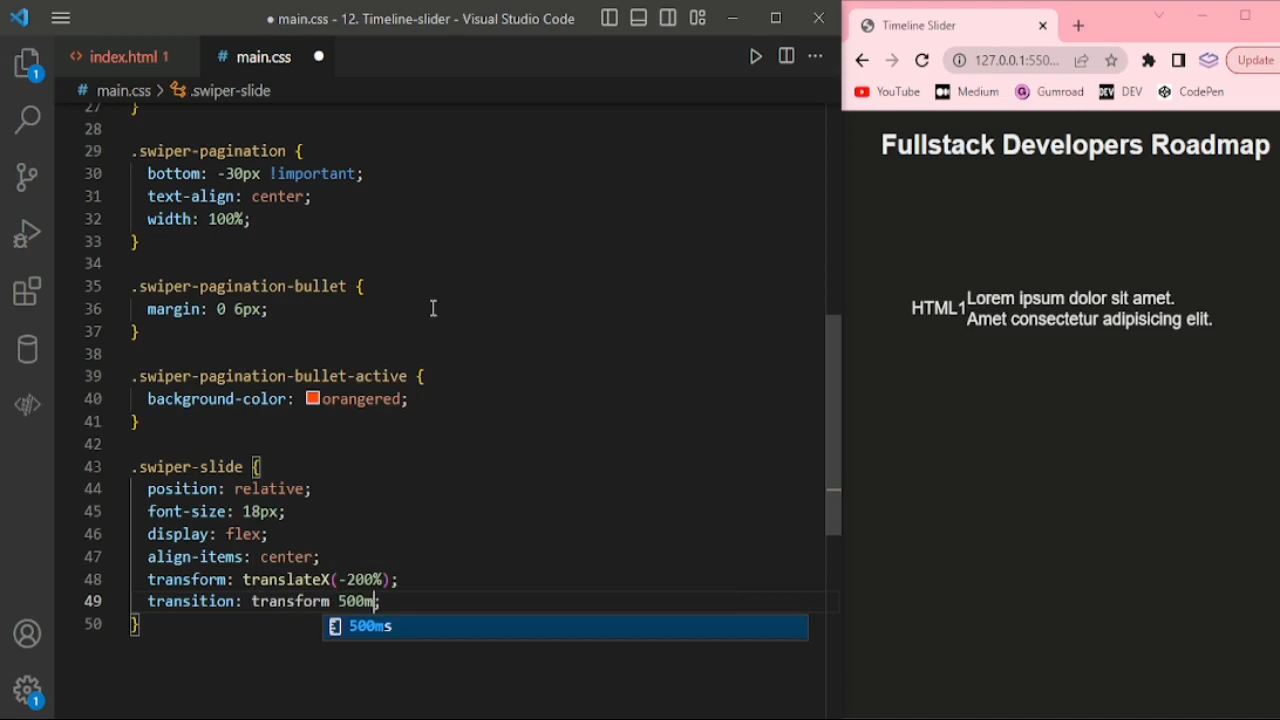 ● main.css - 12. Timeline-slider - Visual Studio Code
<> index.html 1
# main.css ●
# main.css > .swiper-slide
27 }
28
29 .swiper-pagination {
30 bottom: -30px !important;
31 text-align: center;
32 width: 100%;
33 }
34
35 .swiper-pagination-bullet {
36 margin: 0 6px;
37 }
38
39 .swiper-pagination-bullet-active {
40 background-color: orangered;
41 }
42
43 .swiper-slide {
44 position: relative;
45 font-size: 18px;
46 display: flex;
47 align-items: center;
48 transform: translateX(-200%);
49 transition: transform 500m;
500ms
50 }
1
1
Timeline Slider
127.0.0.1:550...
Update
YouTube
Medium
Gumroad
DEV DEV
CodePen
Fullstack Developers Roadmap
HTML1
Lorem ipsum dolor sit amet.
Amet consectetur adipisicing elit.